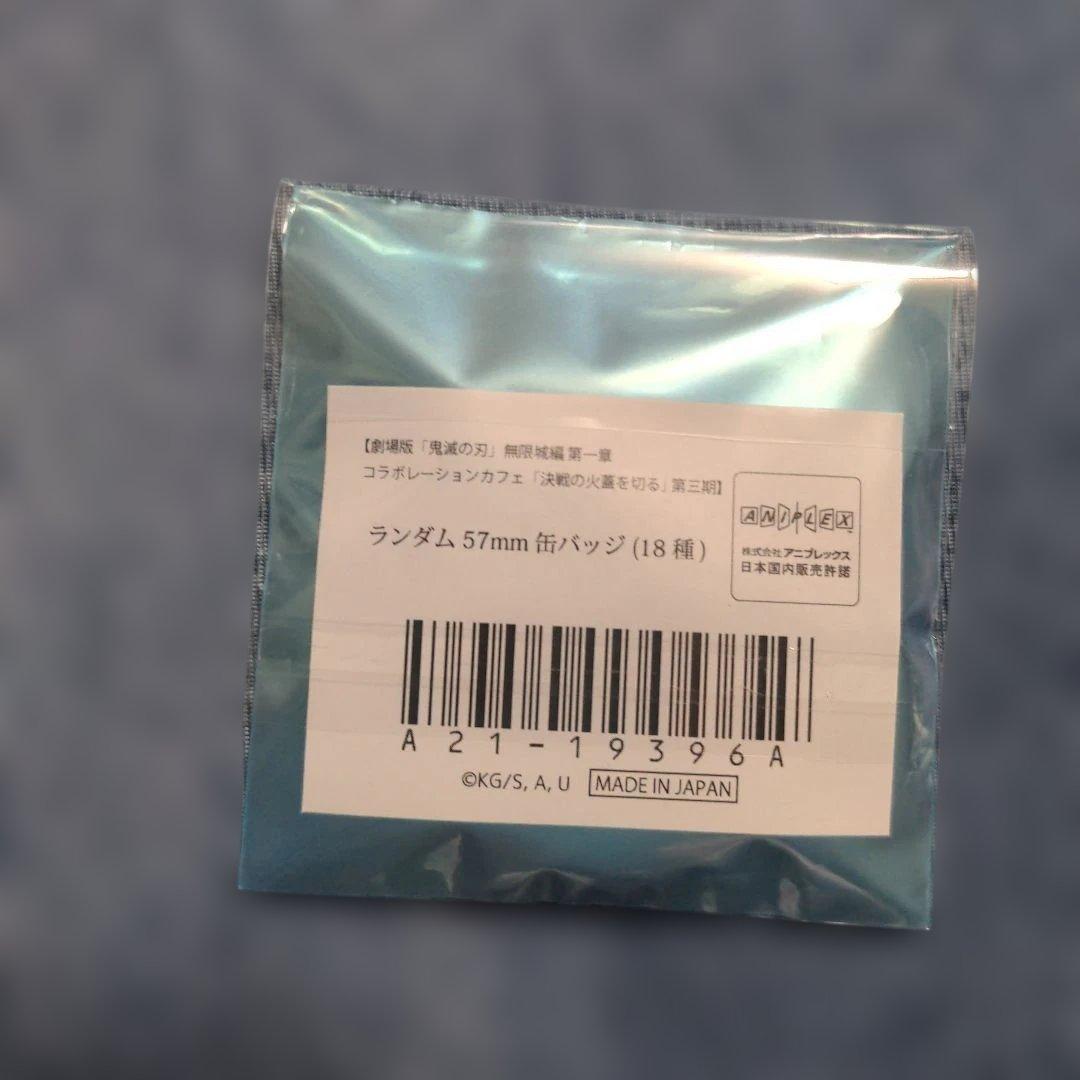 【劇場版「鬼滅の刃」無限城編 第一章
コラボレーションカフェ「決戦の火蓋を切る」第三期】
ランダム 57mm 缶バッジ (18 種)
ANIPLEX
株式会社 アニプレックス
日本国内販売許諾
A21-19396A
©KG/S, A, U MADE IN JAPAN